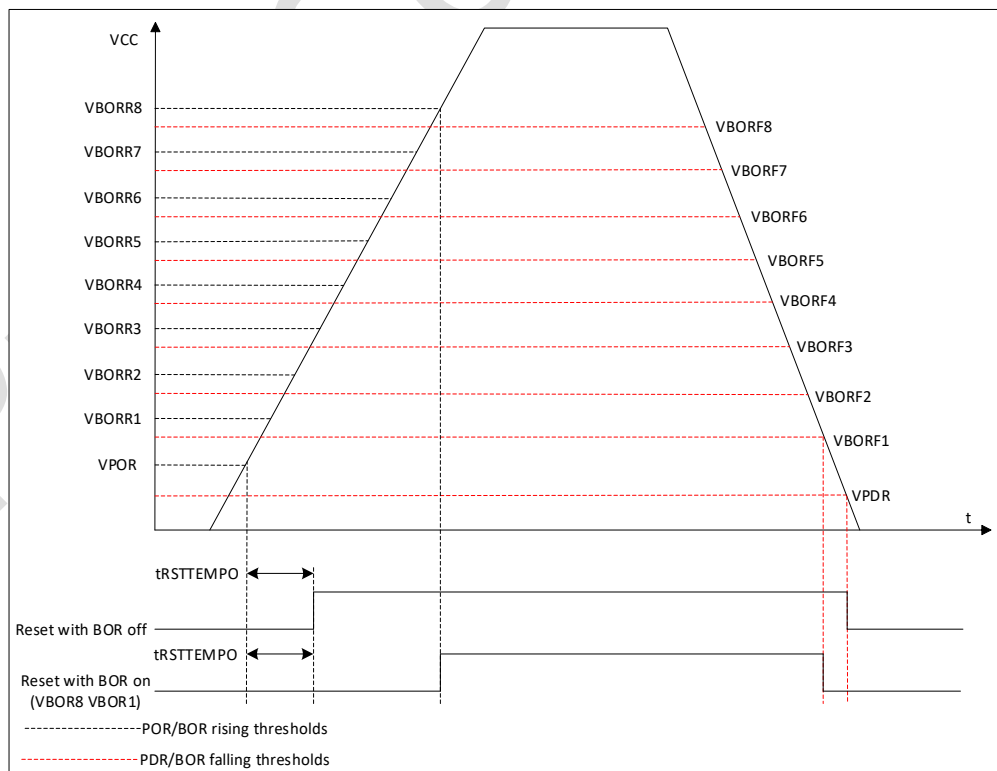 VCC
VBORR8
VBORF8
VBORR7
VBORF7
VBORR6
VBORF6
VBORR5
VBORF5
VBORR4
VBORF4
VBORR3
VBORF3
VBORR2
VBORF2
VBORR1
VBORF1
VPOR
VPDR
t
tRSTTEMPO
Reset with BOR off
tRSTTEMPO
Reset with BOR on
(VBOR8 VBOR1)
POR/BOR rising thresholds
PDR/BOR falling thresholds